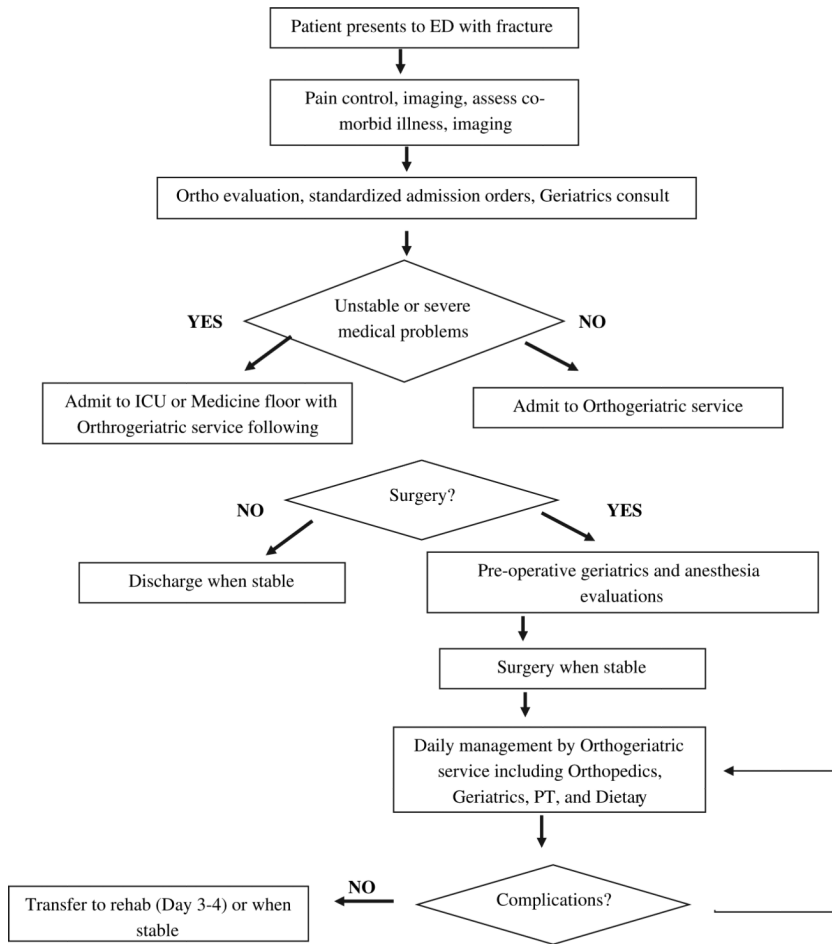 Patient presents to ED with fracture
Pain control, imaging, assess co-
morbid illness, imaging
Ortho evaluation, standardized admission orders, Geriatrics consult
Unstable or severe
medical problems
YES
NO
Admit to ICU or Medicine floor with
Orthrogeriatric service following
Admit to Orthogeriatric service
Surgery?
NO
YES
Discharge when stable
Pre-operative geriatrics and anesthesia
evaluations
Surgery when stable
Daily management by Orthogeriatric
service including Orthopedics,
Geriatrics, PT, and Dietary
Complications?
NO
Transfer to rehab (Day 3-4) or when
stable